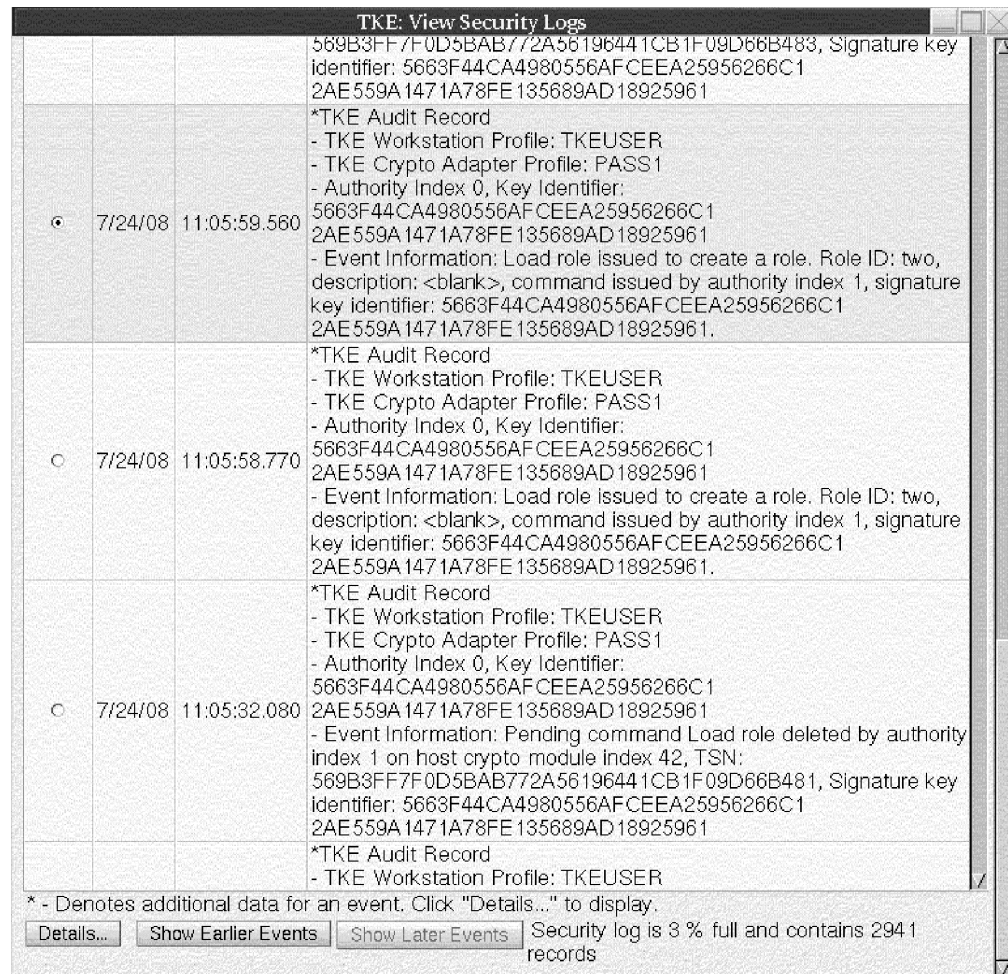 TKE: View Security Logs
569B3FF7F0D5BAB772A56196441CB1F09D66B483, Signature key
identifier: 5663F44CA4980556AFCEEA25956266C1
2AE559A1471A78FE135689AD18925961
*TKE Audit Record
- TKE Workstation Profile: TKEUSER
- TKE Crypto Adapter Profile: PASS1
- Authority Index 0, Key Identifier:
5663F44CA4980556AFCEEA25956266C1
7/24/08 11:05:59.560 2AE559A1471A78FE135689AD18925961
- Event Information: Load role issued to create a role. Role ID: two,
description: <blank>, command issued by authority index 1, signature
key identifier: 5663F44CA4980556AFCEEA25956266C1
2AE559A1471A78FE135689AD18925961.
*TKE Audit Record
- TKE Workstation Profile: TKEUSER
- TKE Crypto Adapter Profile: PASS1
- Authority Index 0, Key Identifier:
5663F44CA4980556AFCEEA25956266C1
7/24/08 11:05:58.770 2AE559A1471A78FE135689AD18925961
- Event Information: Load role issued to create a role. Role ID: two,
description: <blank>, command issued by authority index 1, signature
key identifier: 5663F44CA4980556AFCEEA25956266C1
2AE559A1471A78FE135689AD18925961.
*TKE Audit Record
- TKE Workstation Profile: TKEUSER
- TKE Crypto Adapter Profile: PASS1
- Authority Index 0, Key Identifier:
5663F44CA4980556AFCEEA25956266C1
7/24/08 11:05:32.080 2AE559A1471A78FE135689AD18925961
- Event Information: Pending command Load role deleted by authority
index 1 on host crypto module index 42, TSN:
569B3FF7F0D5BAB772A56196441CB1F09D66B481, Signature key
identifier: 5663F44CA4980556AFCEEA25956266C1
2AE559A1471A78FE135689AD18925961
*TKE Audit Record
- TKE Workstation Profile: TKEUSER
* - Denotes additional data for an event. Click "Details..." to display.
Details... Show Earlier Events Show Later Events Security log is 3 % full and contains 2941
records